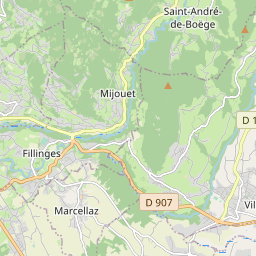 Saint-André-
de-Boëge
Mijouet
D 1
Fillinges
D 907
Vil
Marcellaz